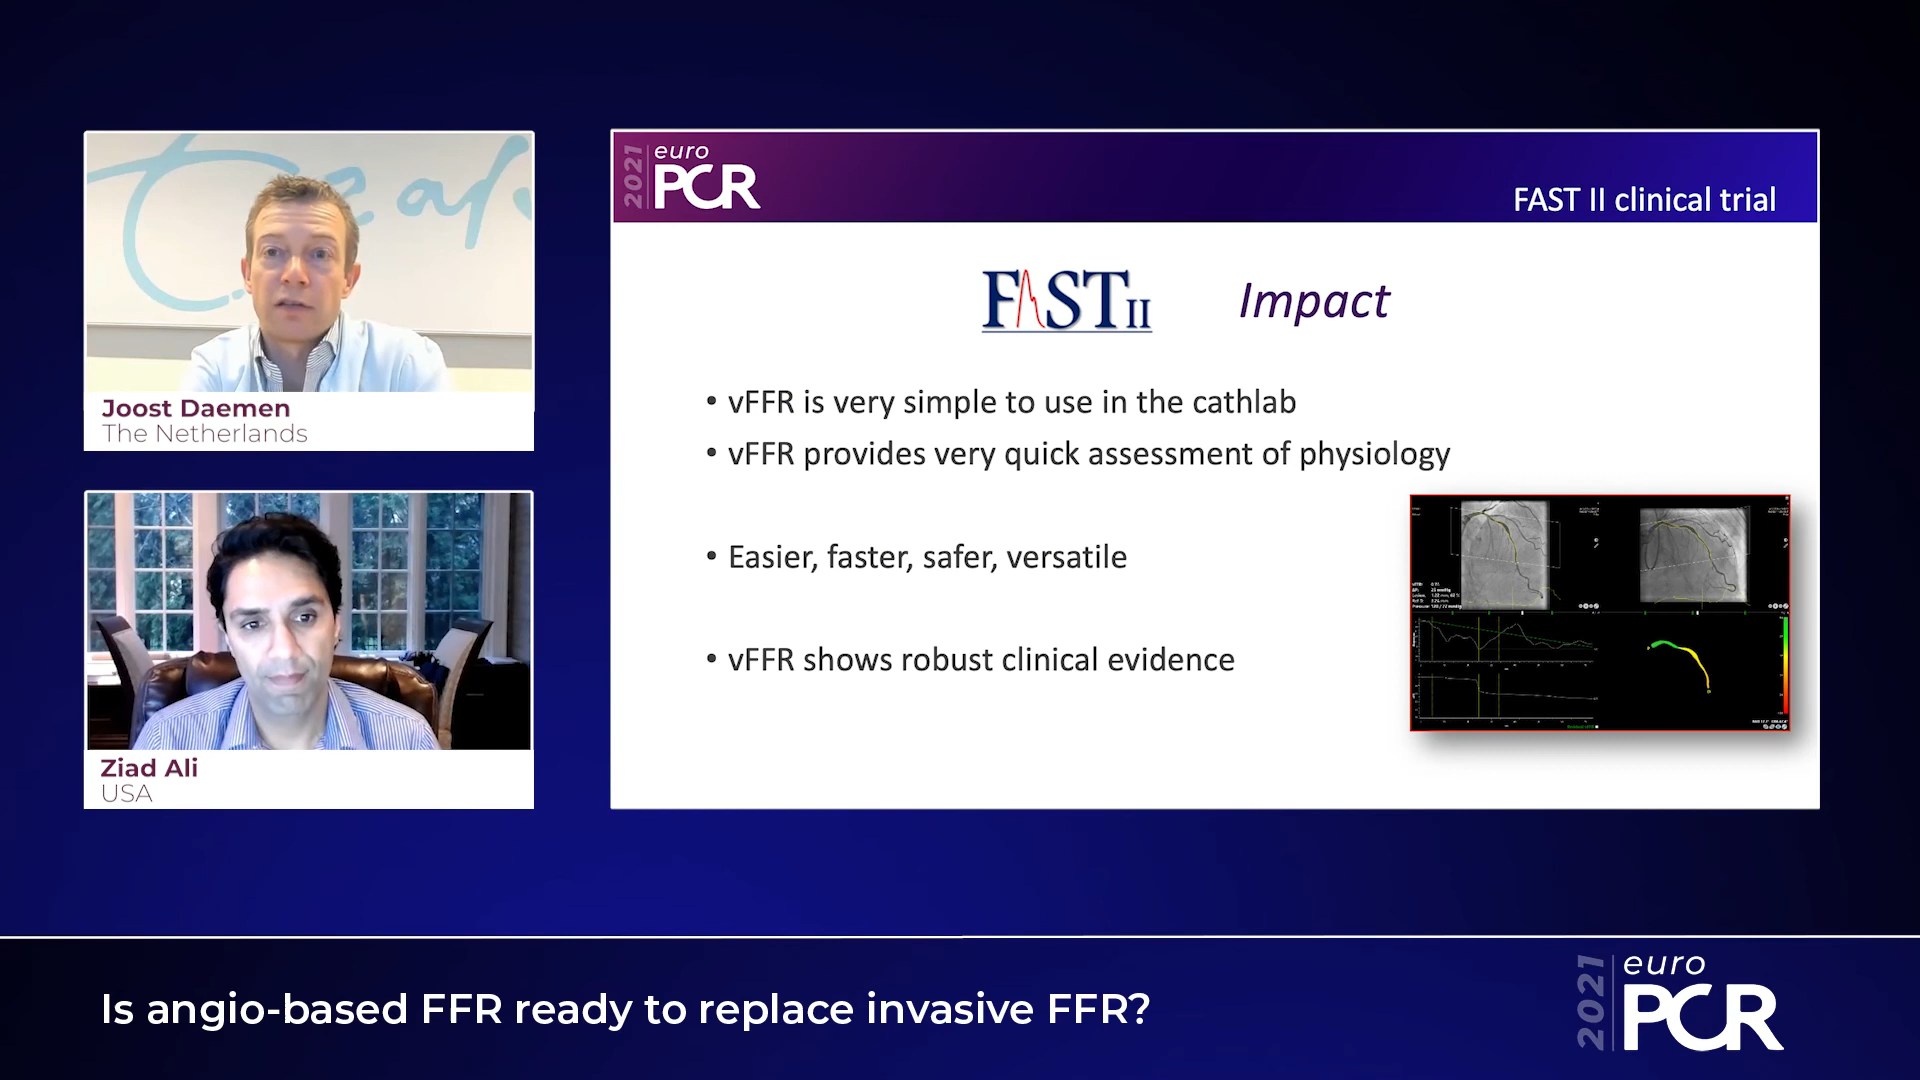 Joost Daemen
The Netherlands
Ziad Ali
USA
2021
euro
PCR
FAST II clinical trial
FAST II
Impact
• vFFR is very simple to use in the cathlab
• vFFR provides very quick assessment of physiology
• Easier, faster, safer, versatile
• vFFR shows robust clinical evidence
Is angio-based FFR ready to replace invasive FFR?
2021
euro
PCR